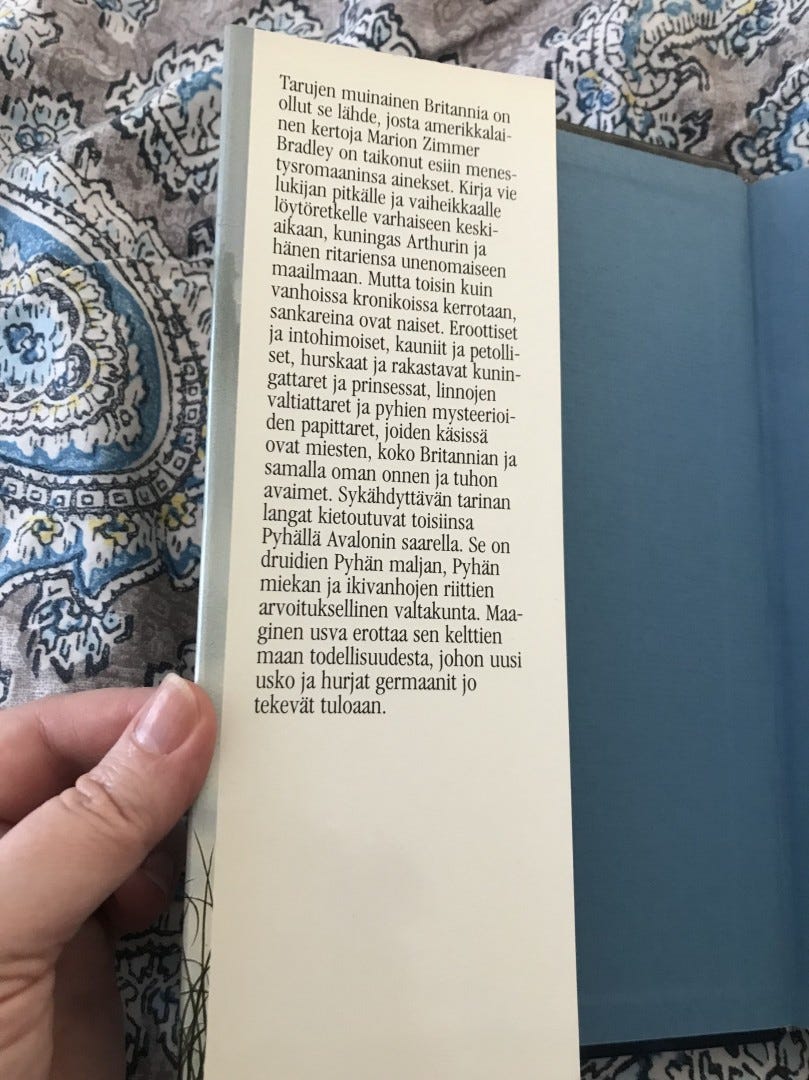 Tarujen muinainen Britannia on
ollut se lähde, josta amerikkalai-
nen kertoja Marion Zimmer
Bradley on taikonut esiin menes-
tysromaaninsa ainekset. Kirja vie
lukijan pitkälle ja vaiheikkaalle
löytöretkelle varhaiseen keski-
aikaan, kuningas Arthurin ja
hänen ritariensa unenomaiseen
maailmaan. Mutta toisin kuin
vanhoissa kronikoissa kerrotaan,
sankareina ovat naiset. Eroottiset
ja intohimoiset, kauniit ja petolli-
set, hurskaat ja rakastavat kunin-
gattaret ja prinsessat, linnojen
valtiattaret ja pyhien mysteerioi-
den papittaret, joiden käsissä
ovat miesten, koko Britannian ja
samalla oman onnen ja tuhon
avaimet. Sykähdyttävän tarinan
langat kietoutuvat toisiinsa
Pyhällä Avalonin saarella. Se on
druidien Pyhän maljan, Pyhän
miekan ja ikivanhojen riittien
arvoituksellinen valtakunta. Maa-
ginen usva erottaa sen kelttien
maan todellisuudesta, johon uusi
usko ja hurjat germaanit jo
tekevät tuloaan.